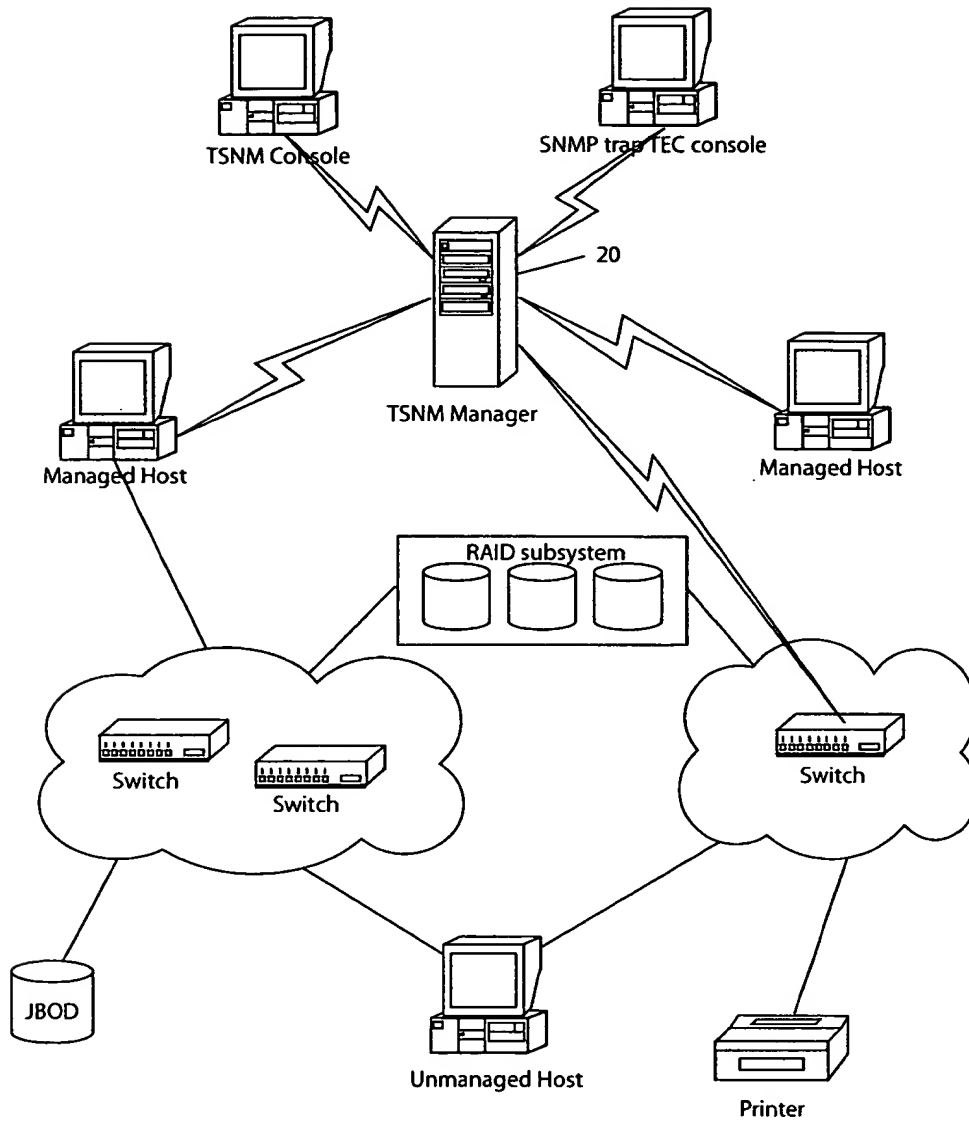 TSNM Console
SNMP trap TEC console
20
TSNM Manager
Managed Host
Managed Host
RAID subsystem
Switch
Switch
Switch
JBOD
Unmanaged Host
Printer